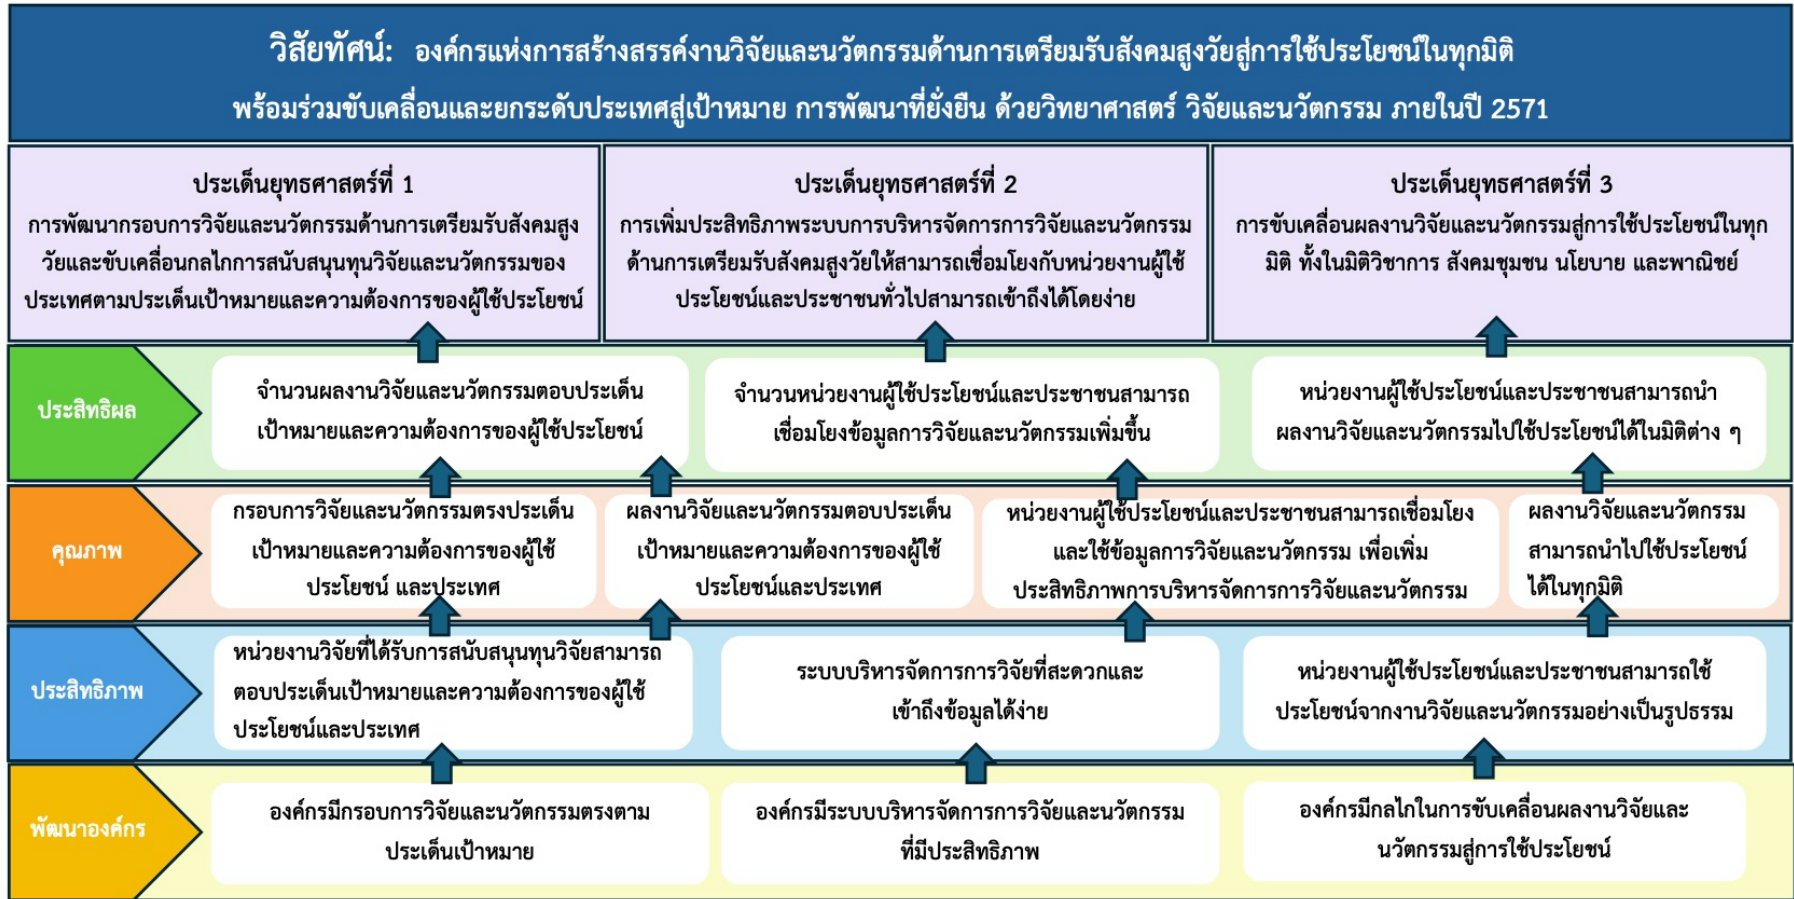 วิสัยทัศน์: องค์กรแห่งการสร้างสรรค์งานวิจัยและนวัตกรรมด้านการเตรียมรับสังคมสูงวัยสู่การใช้ประโยชน์ในทุกมิติ
พร้อมร่วมขับเคลื่อนและยกระดับประเทศสู่เป้าหมาย การพัฒนาที่ยั่งยืน ด้วยวิทยาศาสตร์ วิจัยและนวัตกรรม ภายในปี 2571
ประเด็นยุทธศาสตร์ที่ 1
การพัฒนากรอบการวิจัยและนวัตกรรมด้านการเตรียมรับสังคมสูง
วัยและขับเคลื่อนกลไกการสนับสนุนทุนวิจัยและนวัตกรรมของ
ประเทศตามประเด็นเป้าหมายและความต้องการของผู้ใช้ประโยชน์
ประเด็นยุทธศาสตร์ที่ 2
การเพิ่มประสิทธิภาพระบบการบริหารจัดการการวิจัยและนวัตกรรม
ด้านการเตรียมรับสังคมสูงวัยให้สามารถเชื่อมโยงกับหน่วยงานผู้ใช้
ประโยชน์และประชาชนทั่วไปสามารถเข้าถึงได้โดยง่าย
ประเด็นยุทธศาสตร์ที่ 3
การขับเคลื่อนผลงานวิจัยและนวัตกรรมสู่การใช้ประโยชน์ในทุก
มิติ ทั้งในมิติวิชาการ สังคมชุมชน นโยบาย และพาณิชย์
ประสิทธิผล
จำนวนผลงานวิจัยและนวัตกรรมตอบประเด็น
เป้าหมายและความต้องการของผู้ใช้ประโยชน์
จำนวนหน่วยงานผู้ใช้ประโยชน์และประชาชนสามารถ
เชื่อมโยงข้อมูลการวิจัยและนวัตกรรมเพิ่มขึ้น
หน่วยงานผู้ใช้ประโยชน์และประชาชนสามารถนำ
ผลงานวิจัยและนวัตกรรมไปใช้ประโยชน์ได้ในมิติต่าง ๆ
คุณภาพ
กรอบการวิจัยและนวัตกรรมตรงประเด็น
เป้าหมายและความต้องการของผู้ใช้
ประโยชน์ และประเทศ
ผลงานวิจัยและนวัตกรรมตอบประเด็น
เป้าหมายและความต้องการของผู้ใช้
ประโยชน์และประเทศ
หน่วยงานผู้ใช้ประโยชน์และประชาชนสามารถเชื่อมโยง
และใช้ข้อมูลการวิจัยและนวัตกรรม เพื่อเพิ่ม
ประสิทธิภาพการบริหารจัดการการวิจัยและนวัตกรรม
ผลงานวิจัยและนวัตกรรม
สามารถนำไปใช้ประโยชน์
ได้ในทุกมิติ
ประสิทธิภาพ
หน่วยงานวิจัยที่ได้รับการสนับสนุนทุนวิจัยสามารถ
ตอบประเด็นเป้าหมายและความต้องการของผู้ใช้
ประโยชน์และประเทศ
ระบบบริหารจัดการการวิจัยที่สะดวกและ
เข้าถึงข้อมูลได้ง่าย
หน่วยงานผู้ใช้ประโยชน์และประชาชนสามารถใช้
ประโยชน์จากงานวิจัยและนวัตกรรมอย่างเป็นรูปธรรม
พัฒนาองค์กร
องค์กรมีกรอบการวิจัยและนวัตกรรมตรงตาม
ประเด็นเป้าหมาย
องค์กรมีระบบบริหารจัดการการวิจัยและนวัตกรรม
ที่มีประสิทธิภาพ
องค์กรมีกลไกในการขับเคลื่อนผลงานวิจัยและ
นวัตกรรมสู่การใช้ประโยชน์